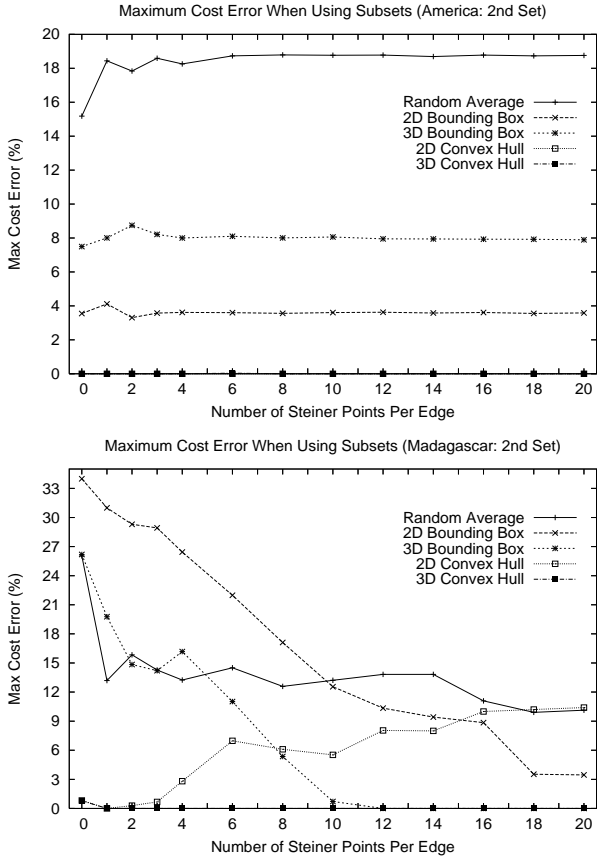 Maximum Cost Error When Using Subsets (America: 2nd Set)
20
18
16
14
12
10
8
6
4
2
0
Max Cost Error (%)
Random Average
2D Bounding Box
3D Bounding Box
2D Convex Hull
3D Convex Hull
0 2 4 6 8 10 12 14 16 18 20
Number of Steiner Points Per Edge
Maximum Cost Error When Using Subsets (Madagascar: 2nd Set)
33
30
27
24
21
18
15
12
9
6
3
0
Max Cost Error (%)
Random Average
2D Bounding Box
3D Bounding Box
2D Convex Hull
3D Convex Hull
0 2 4 6 8 10 12 14 16 18 20
Number of Steiner Points Per Edge